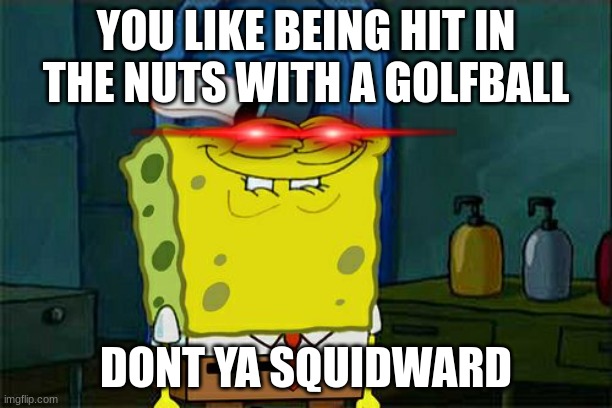 YOU LIKE BEING HIT IN
THE NUTS WITH A GOLFBALL
DONT YA SQUIDWARD
imgflip.com